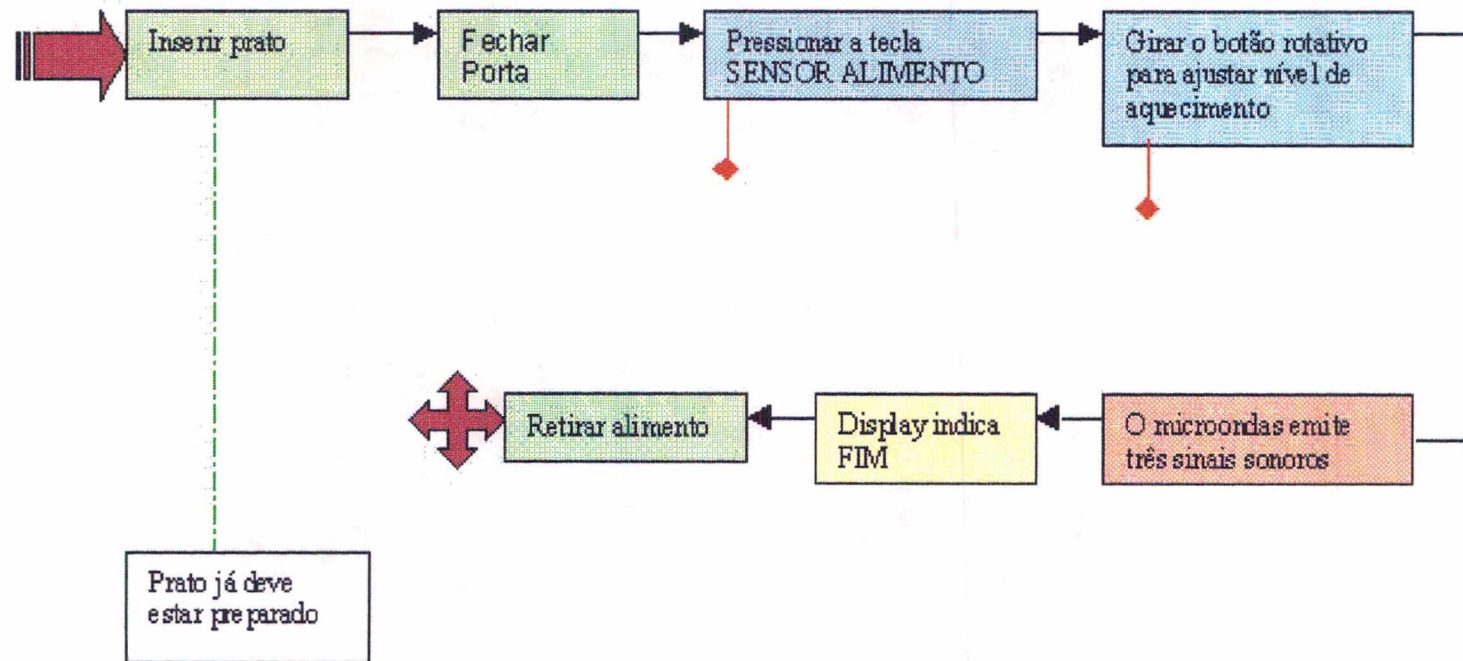 Inserir prato
Fechar
Porta
Pressionar a tecla
SENSOR ALIMENTO
Girar o botão rotativo
para ajustar nível de
aquecimento
Retirar alimento
Display indica
FIM
O microondas emite
três sinais sonoros
Prato já deve
estar preparado